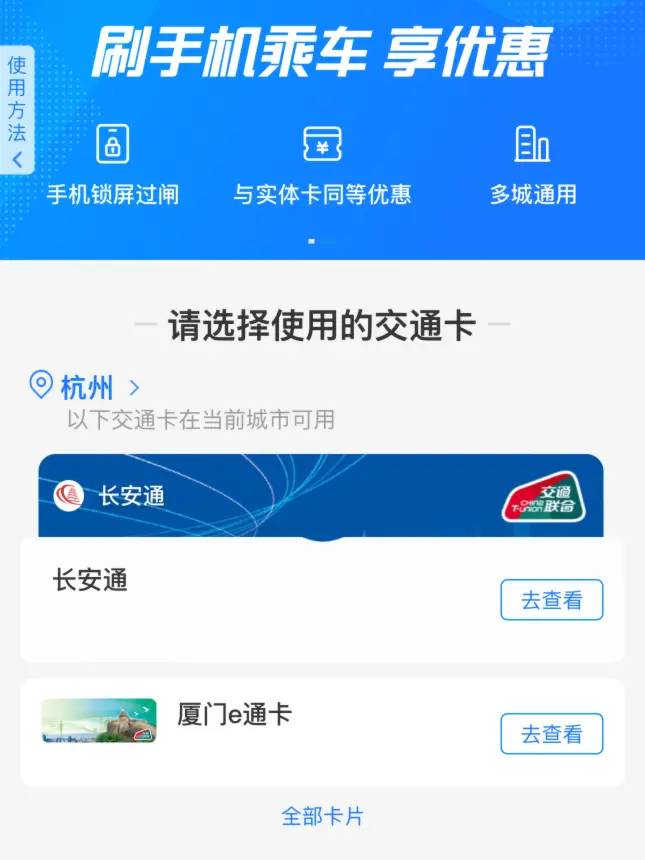 刷手机乘车 享优惠
使用方法
手机锁屏过闸
与实体卡同等优惠
多城通用
请选择使用的交通卡
杭州
以下交通卡在当前城市可用
长安通
交通联合
CHINA T-UNION
长安通
去查看
厦门e通卡
去查看
全部卡片